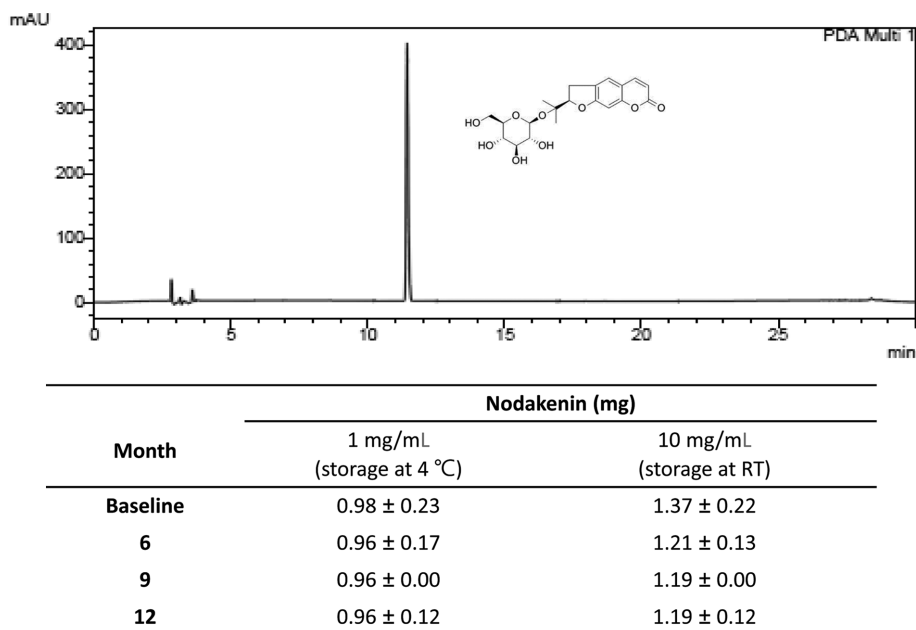 mAU
PDA Multi 1
400
300
200
100
0
HO
O
O
O
O
O
HO
OH
OH
0 5 10 15 20 25
min
Nodakenin (mg)
Month
1 mg/mL
(storage at 4 ℃)
10 mg/mL
(storage at RT)
Baseline 0.98 ± 0.23 1.37 ± 0.22
6 0.96 ± 0.17 1.21 ± 0.13
9 0.96 ± 0.00 1.19 ± 0.00
12 0.96 ± 0.12 1.19 ± 0.12